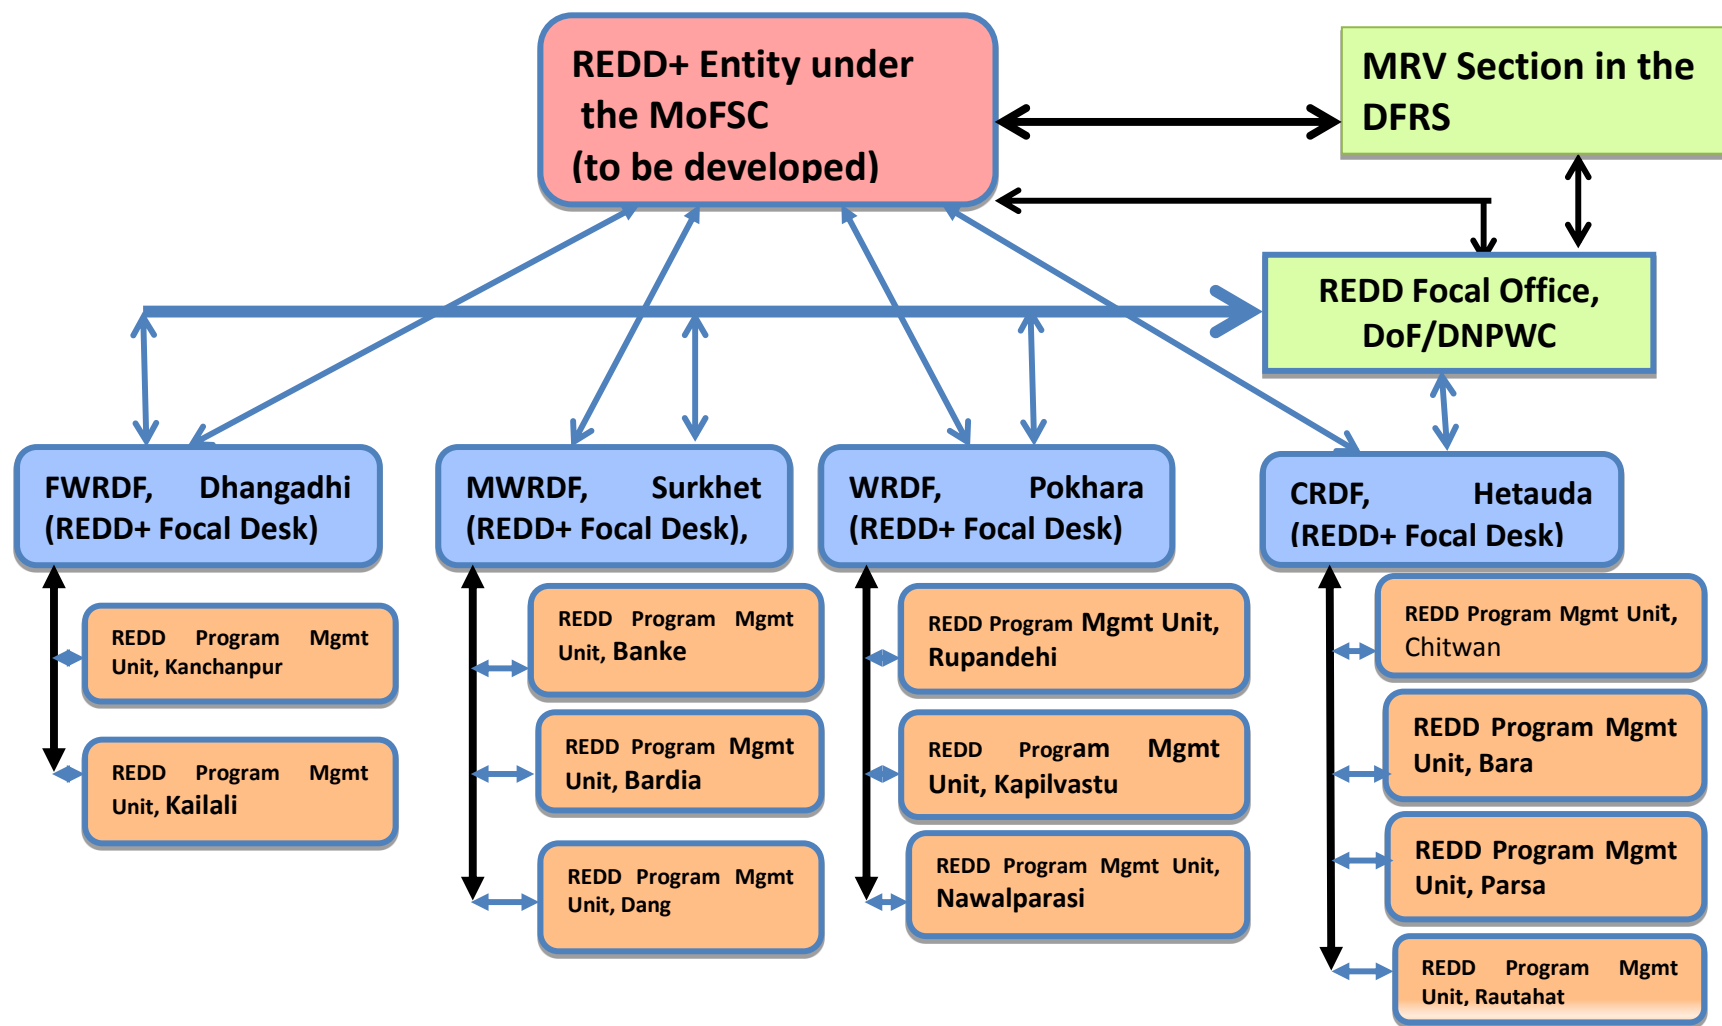 REDD+ Entity under
the MoFSC
(to be developed)
MRV Section in the
DFRS
REDD Focal Office,
DoF/DNPWC
FWRDF, Dhangadhi
(REDD+ Focal Desk)
MWRDF, Surkhet
(REDD+ Focal Desk),
WRDF, Pokhara
(REDD+ Focal Desk)
CRDF, Hetauda
(REDD+ Focal Desk)
REDD Program Mgmt
Unit, Kanchanpur
REDD Program Mgmt
Unit, Kailali
REDD Program Mgmt
Unit, Banke
REDD Program Mgmt
Unit, Bardia
REDD Program Mgmt
Unit, Dang
REDD Program Mgmt Unit,
Rupandehi
REDD Program Mgmt
Unit, Kapilvastu
REDD Program Mgmt Unit,
Nawalparasi
REDD Program Mgmt Unit,
Chitwan
REDD Program Mgmt
Unit, Bara
REDD Program Mgmt
Unit, Parsa
REDD Program Mgmt
Unit, Rautahat